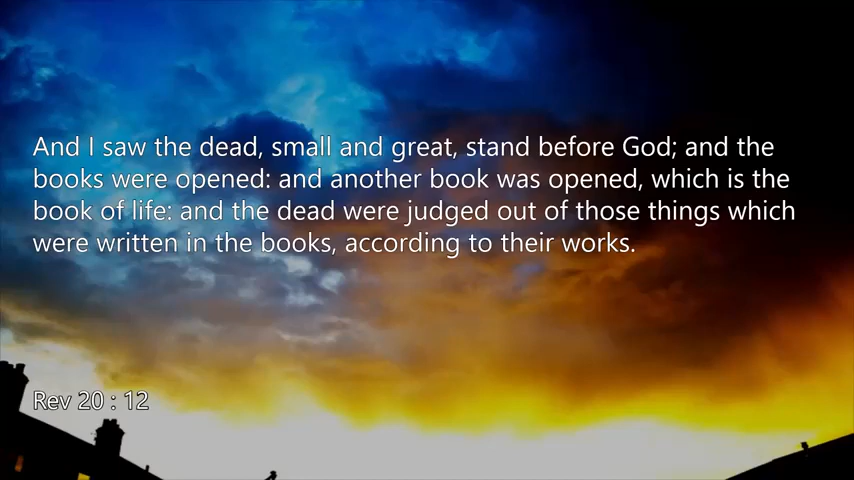 And I saw the dead, small and great, stand before God; and the
books were opened: and another book was opened, which is the
book of life: and the dead were judged out of those things which
were written in the books, according to their works.
Rev 20 : 12